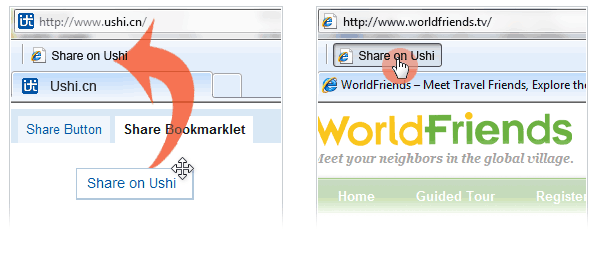 http://www.ushi.cn/
Share on Ushi
Ushi.cn
Share Button
Share Bookmarklet
Share on Ushi
http://www.worldfriends.tv/
Share on Ushi
WorldFriends – Meet Travel Friends, Explore the
WorldFriends
Meet your neighbors in the global village.
Home
Guided Tour
Register